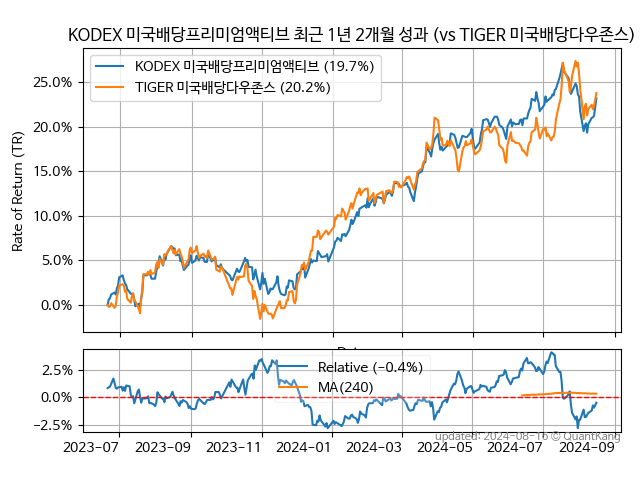 KODEX 미국배당프리미엄액티브 최근 1년 2개월 성과 (vs TIGER 미국배당다우존스)
KODEX 미국배당프리미엄액티브 (19.7%)
TIGER 미국배당다우존스 (20.2%)
Rate of Return (TR)
25.0%
20.0%
15.0%
10.0%
5.0%
0.0%
2.5%
0.0%
−2.5%
Relative (−0.4%)
MA(240)
updated: 2024-08-16 © QuantKang
2023−07
2023−09
2023−11
2024−01
2024−03
2024−05
2024−07
2024−09